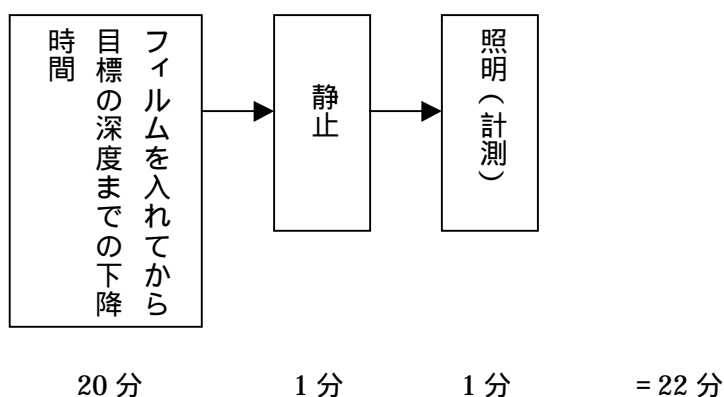 フィルムを入れてから
目標の深度までの下降
時間
静止
照明（計測）
20 分
1 分
1 分
= 22 分